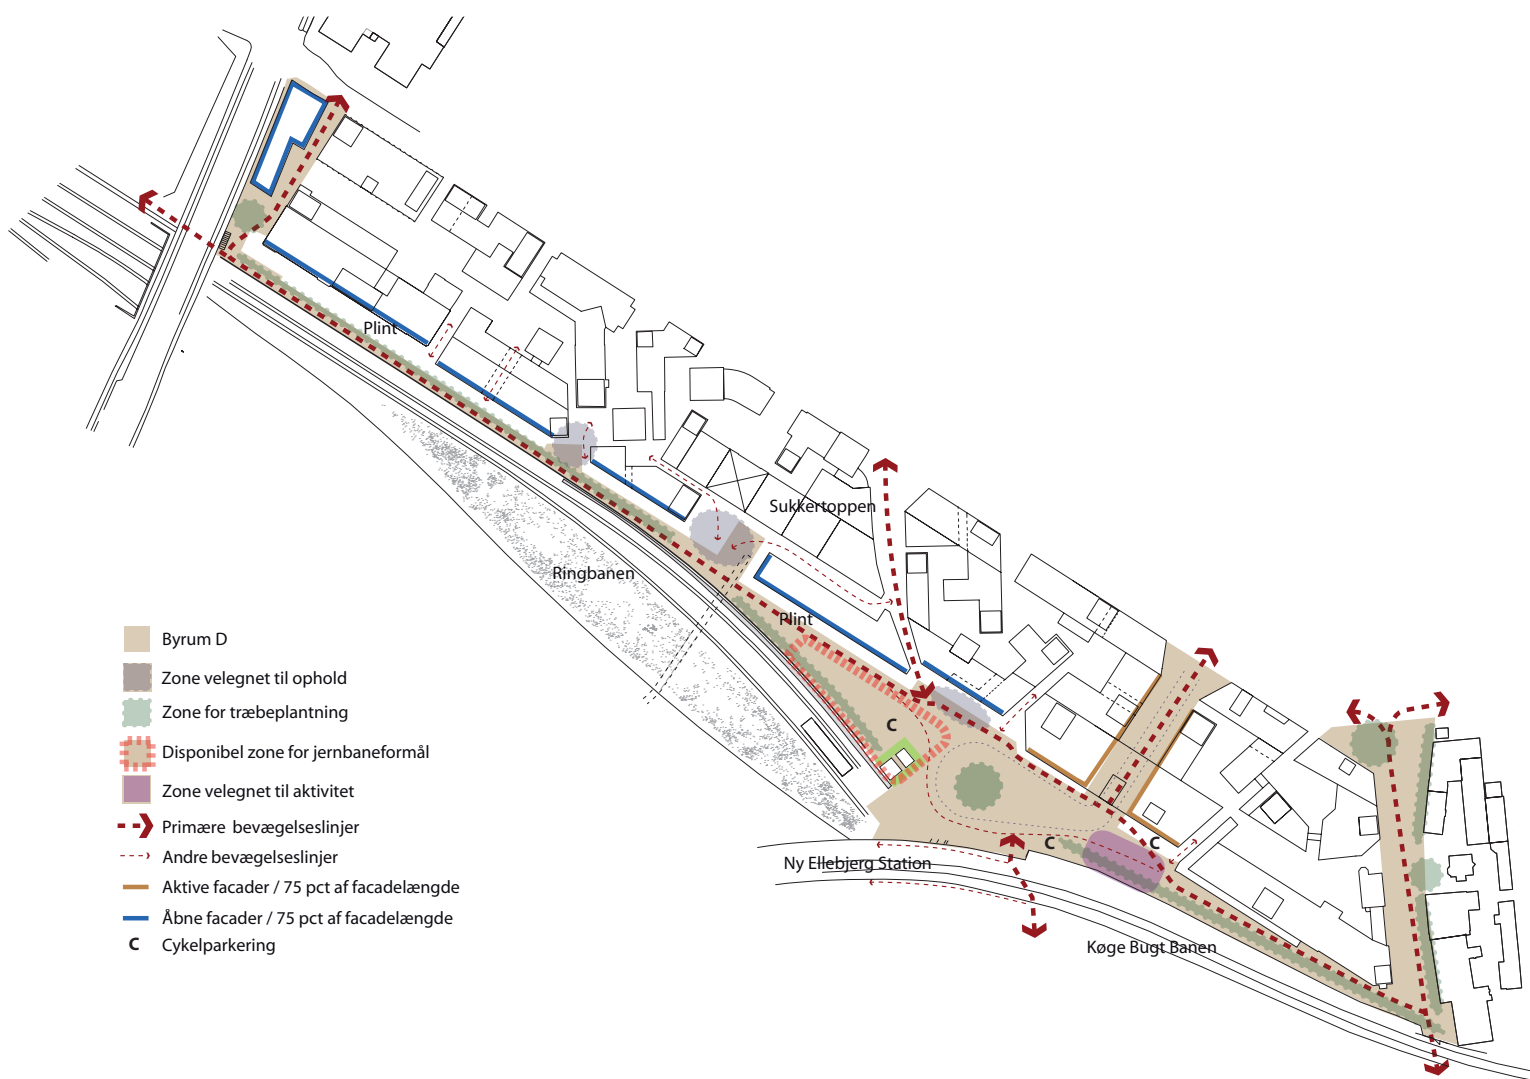 Plint
Sukkertoppen
Ringbanen
Plint
C
C
C
Ny Ellebjerg Station
Køge Bugt Banen
Byrum D
Zone velegnet til ophold
Zone for træbeplantning
Disponibel zone for jernbaneformål
Zone velegnet til aktivitet
Primære bevægelseslinjer
Andre bevægelseslinjer
Aktive facader / 75 pct af facadelængde
Åbne facader / 75 pct af facadelængde
C Cykelparkering